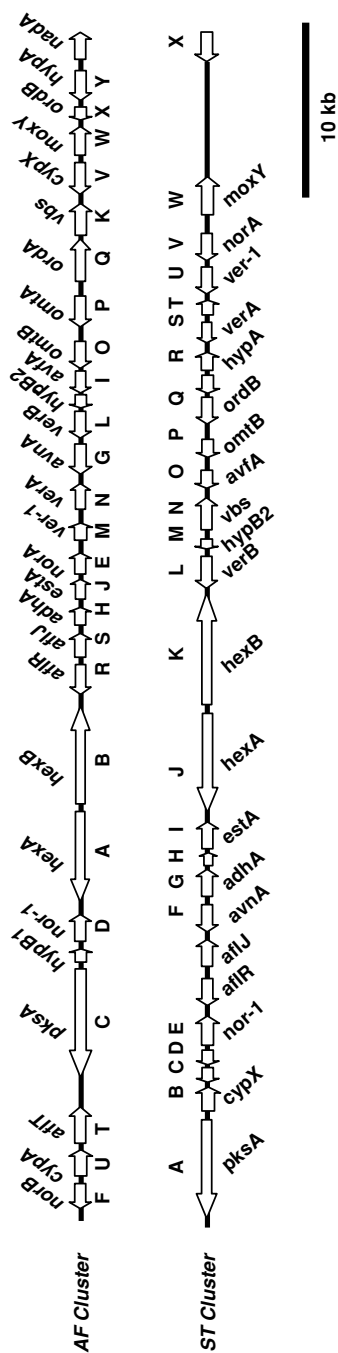 norB cypA aflT pksA hypB1 nor-1 hexA hexB aflR aflJ adhA estA norA ver-1 verA avnA verB hypB2 avfA omtB omtA ordA vbs cypX moxY ordB hypA nadA
AF Cluster
F U T C D A B R S H J E M N G L I O P Q K V W X Y
A B C D E F G H I J K L M N O P Q R S T U V W X
ST Cluster
pksA cypX nor-1 aflR aflJ avnA adhA estA hexA hexB verB hypB2 vbs avfA omtB ordB hypA verA ver-1 norA moxY
10 kb